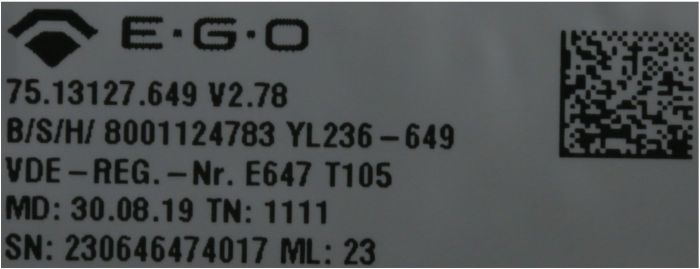 E·G·O
75.13127.649 V2.78
B/S/H/ 8001124783 YL236-649
VDE-REG.-Nr. E647 T105
MD: 30.08.19 TN: 1111
SN: 230646474017 ML: 23